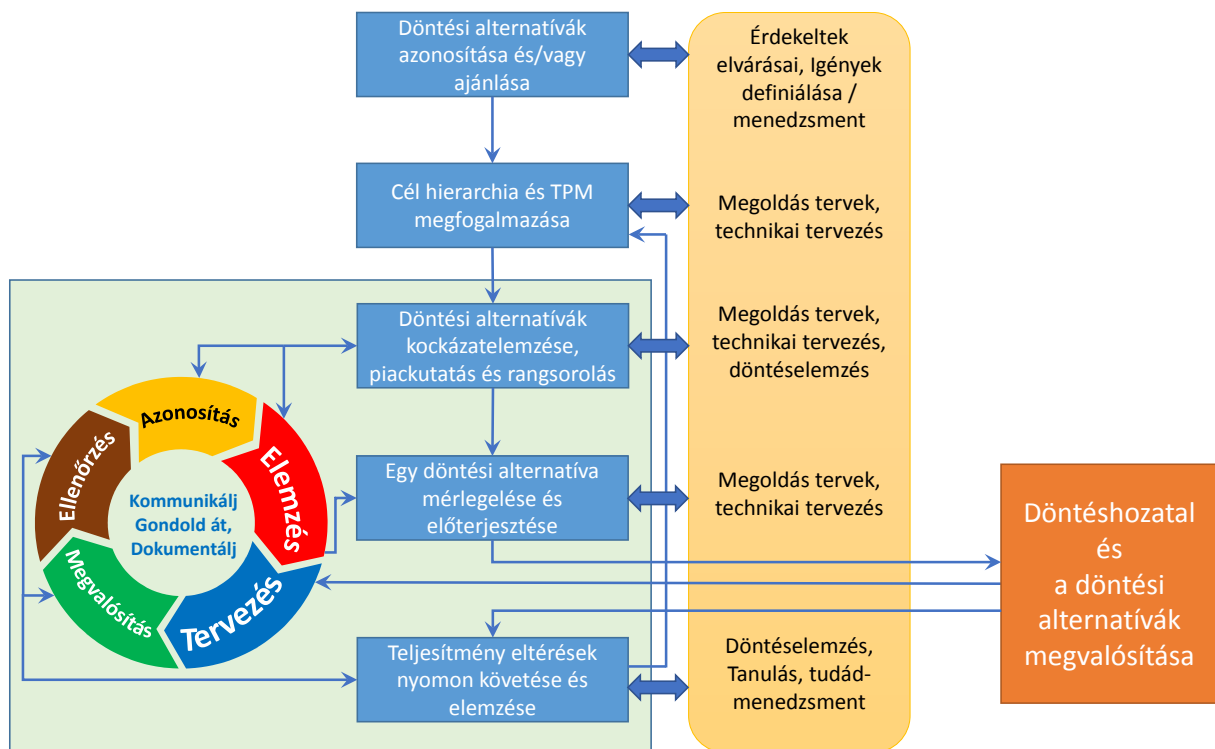 Döntési alternatívák
azonosítása és/vagy
ajánlása
Érdekeltek
elvárásai, Igények
definiálása /
menedzsment
Cél hierarchia és TPM
megfogalmazása
Megoldás tervek,
technikai tervezés
Döntési alternatívák
kockázatelemzése,
piackutatás és rangsorolás
Megoldás tervek,
technikai tervezés,
döntéselemzés
Azonosítás
Elemzés
Tervezés
Megvalósítás
Ellenőrzés
Kommunikálj
Gondold át,
Dokumentálj
Egy döntési alternatíva
mérlegelése és
előterjesztése
Megoldás tervek,
technikai tervezés
Döntéshozatal
és
a döntési
alternatívák
megvalósítása
Teljesítmény eltérések
nyomon követése és
elemzése
Döntéselemzés,
Tanulás, tudád-
menedzsment